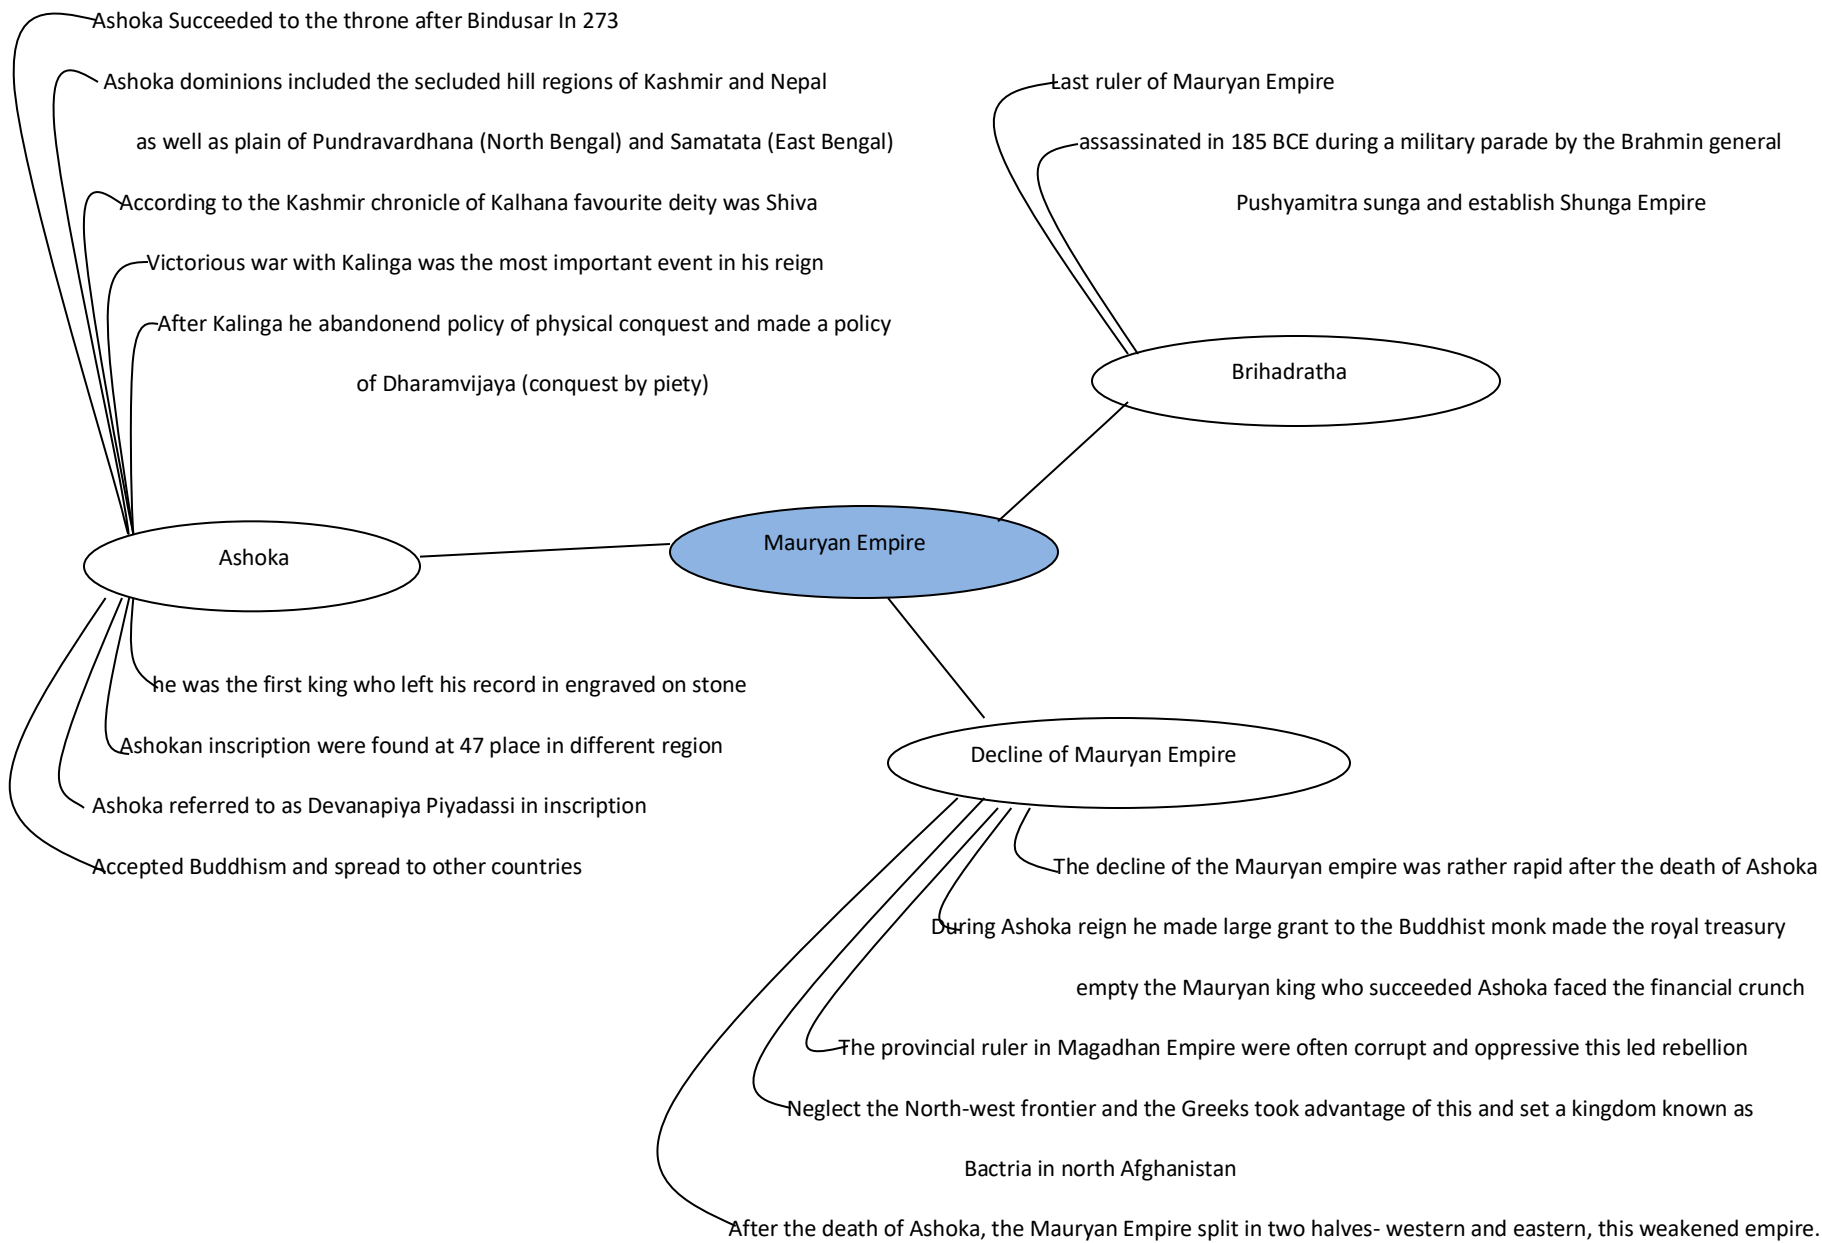 Ashoka Succeeded to the throne after Bindusar In 273
Ashoka dominions included the secluded hill regions of Kashmir and Nepal
as well as plain of Pundravardhana (North Bengal) and Samatata (East Bengal)
According to the Kashmir chronicle of Kalhana favourite deity was Shiva
Victorious war with Kalinga was the most important event in his reign
After Kalinga he abandonend policy of physical conquest and made a policy
of Dharamvijaya (conquest by piety)
Last ruler of Mauryan Empire
assassinated in 185 BCE during a military parade by the Brahmin general
Pushyamitra sunga and establish Shunga Empire
Brihadratha
Mauryan Empire
Ashoka
he was the first king who left his record in engraved on stone
Ashokan inscription were found at 47 place in different region
Ashoka referred to as Devanapiya Piyadassi in inscription
Accepted Buddhism and spread to other countries
Decline of Mauryan Empire
The decline of the Mauryan empire was rather rapid after the death of Ashoka
During Ashoka reign he made large grant to the Buddhist monk made the royal treasury
empty the Mauryan king who succeeded Ashoka faced the financial crunch
The provincial ruler in Magadhan Empire were often corrupt and oppressive this led rebellion
Neglect the North-west frontier and the Greeks took advantage of this and set a kingdom known as
Bactria in north Afghanistan
After the death of Ashoka, the Mauryan Empire split in two halves- western and eastern, this weakened empire.